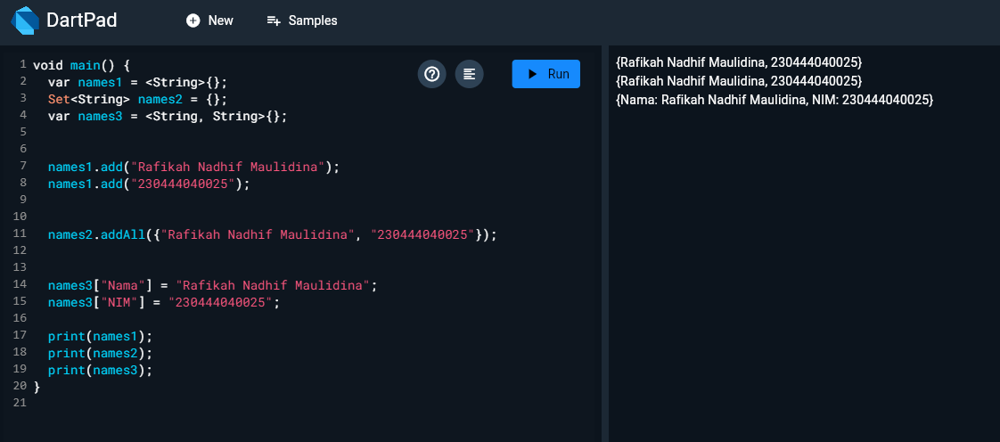 DartPad
New
Samples
1 void main() {
2 var names1 = <String>{};
3 Set<String> names2 = {};
4 var names3 = <String, String>{};
5
6
7 names1.add("Rafikah Nadhif Maulidina");
8 names1.add("230444040025");
9
10
11 names2.addAll({"Rafikah Nadhif Maulidina", "230444040025"});
12
13
14 names3["Nama"] = "Rafikah Nadhif Maulidina";
15 names3["NIM"] = "230444040025";
16
17 print(names1);
18 print(names2);
19 print(names3);
20 }
21
Run
{Rafikah Nadhif Maulidina, 230444040025}
{Rafikah Nadhif Maulidina, 230444040025}
{Nama: Rafikah Nadhif Maulidina, NIM: 230444040025}